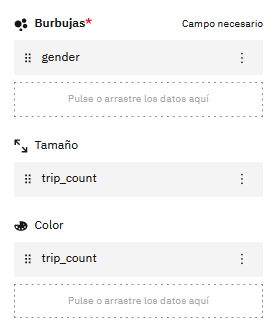 Burbujas* Campo necesario
gender
Pulse o arrastre los datos aquí
Tamaño
trip_count
Color
trip_count
Pulse o arrastre los datos aquí